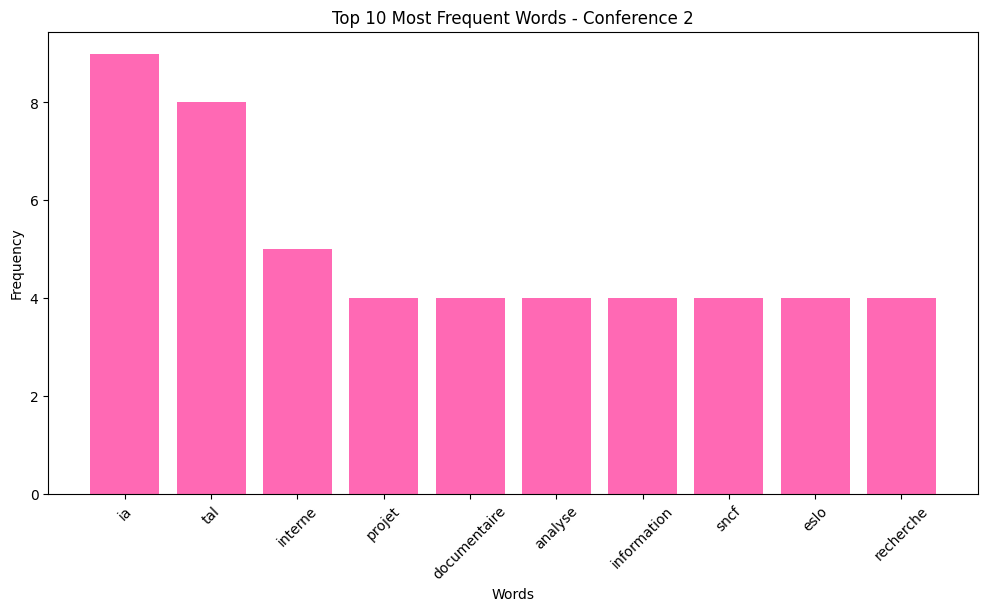 Top 10 Most Frequent Words - Conference 2
Frequency
8
6
4
2
0
ia
tal
interne
projet
documentaire
analyse
information
sncf
eslo
recherche
Words